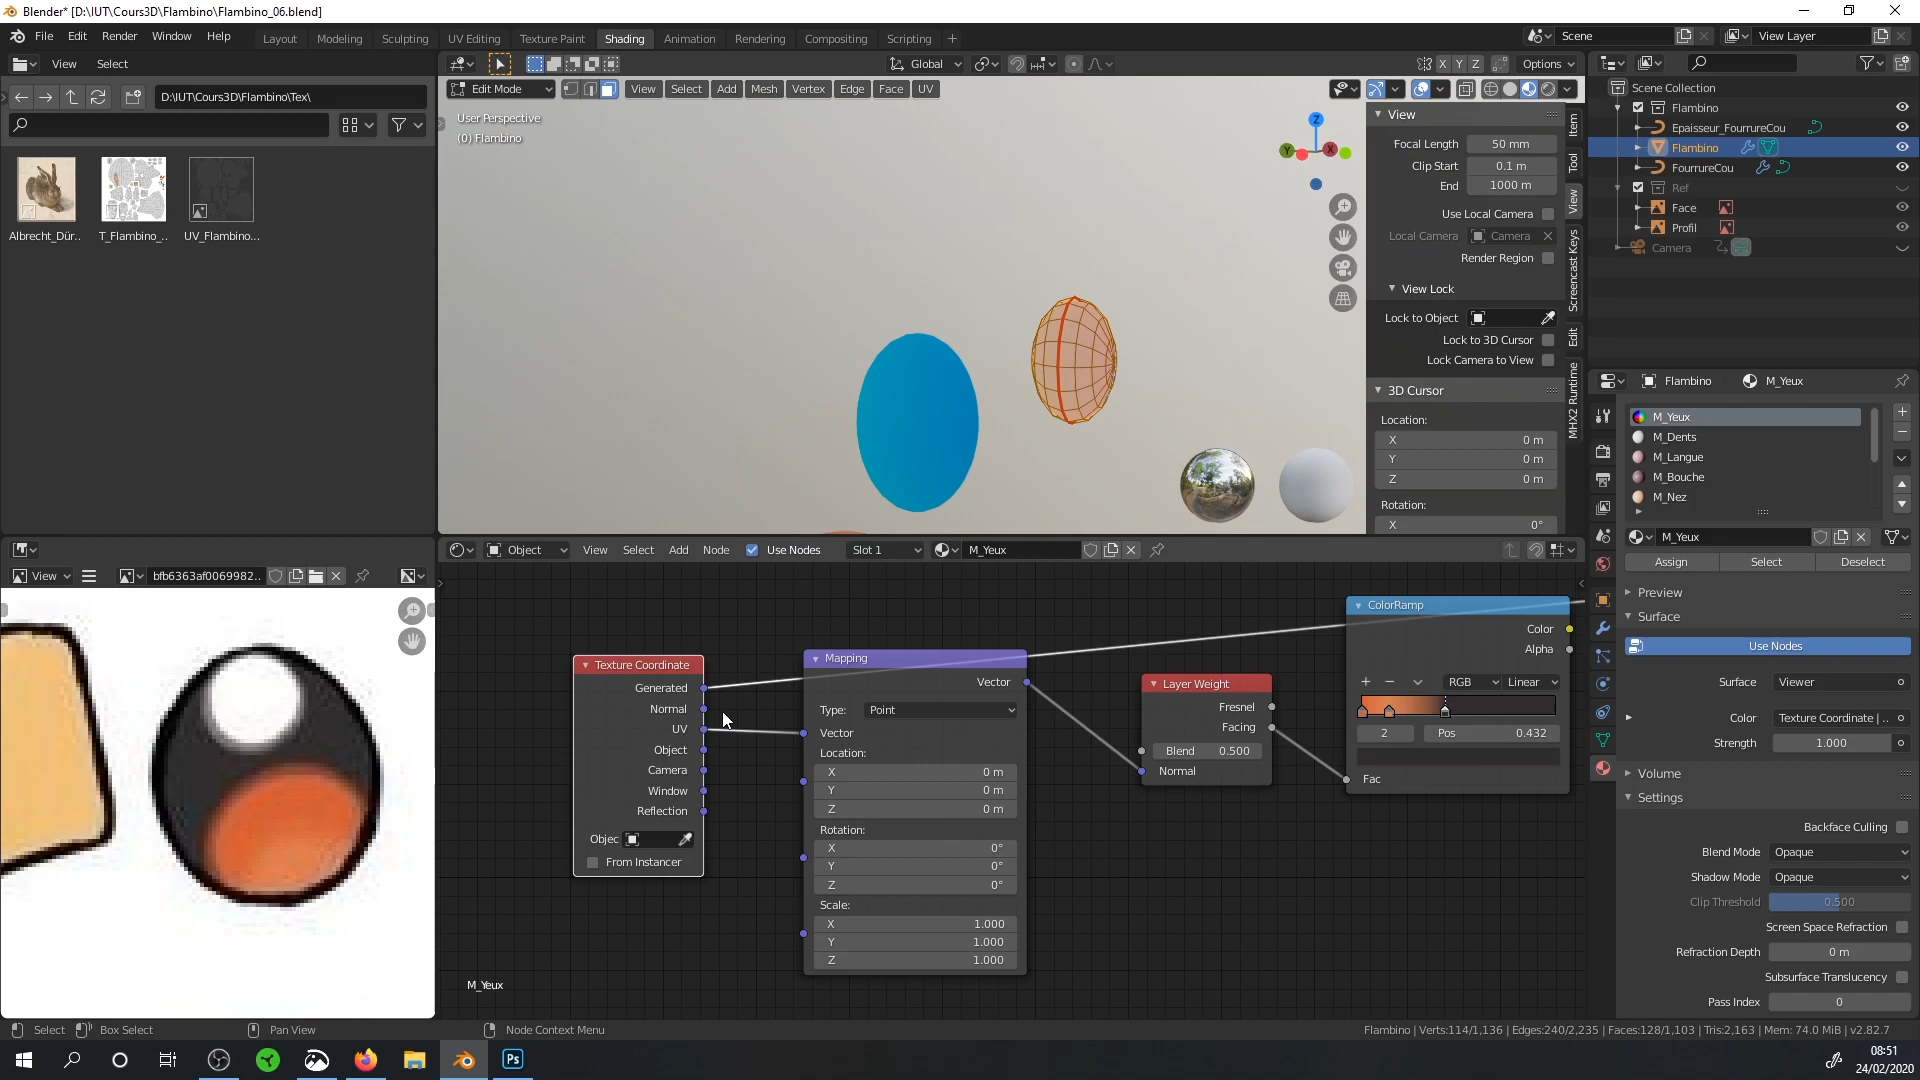 Blender* [D:\IUT\Cours3D\Flambino\Flambino_06.blend]
File Edit Render Window Help
Layout Modeling Sculpting UV Editing Texture Paint Shading Animation Rendering Compositing Scripting
Scene
View Layer
View Select
Global
X Y Z
Options
D:\IUT\Cours3D\Flambino\Tex\
Edit Mode
View Select Add Mesh Vertex Edge Face UV
Albrecht_Dür..
T_Flambino_..
UV_Flambino...
User Perspective
(0) Flambino
Z
Y
X
View
Focal Length 50 mm
Clip Start 0.1 m
End 1000 m
Use Local Camera
Local Camera Camera
Render Region
View Lock
Lock to Object
Lock to 3D Cursor
Lock Camera to View
3D Cursor
Location:
X 0 m
Y 0 m
Z 0 m
Rotation:
X 0°
Item
Tool
View
Screencast Keys
Edit
MHX2 Runtime
Scene Collection
Flambino
Epaisseur_FourrureCou
Flambino
FourrureCou
Ref
Face
Profil
Camera
Flambino M_Yeux
M_Yeux
M_Dents
M_Langue
M_Bouche
M_Nez
M_Yeux
Assign Select Deselect
Preview
Surface
Use Nodes
Surface Viewer
Color Texture Coordinate | ..
Strength 1.000
Volume
Settings
Backface Culling
Blend Mode Opaque
Shadow Mode Opaque
Clip Threshold 0.500
Screen Space Refraction
Refraction Depth 0 m
Subsurface Translucency
Pass Index 0
View
bfb6363af0069982..
Object View Select Add Node Use Nodes Slot 1 M_Yeux
Texture Coordinate
Generated
Normal
UV
Object
Camera
Window
Reflection
Objec
From Instancer
Mapping
Vector
Type: Point
Vector
Location:
X 0 m
Y 0 m
Z 0 m
Rotation:
X 0°
Y 0°
Z 0°
Scale:
X 1.000
Y 1.000
Z 1.000
Layer Weight
Fresnel
Facing
Blend 0.500
Normal
ColorRamp
Color
Alpha
RGB Linear
2 Pos 0.432
Fac
M_Yeux
Select Box Select Pan View Node Context Menu
Flambino | Verts:114/1,136 | Edges:240/2,235 | Faces:128/1,103 | Tris:2,163 | Mem: 74.0 MiB | v2.82.7
Ps
08:51
24/02/2020